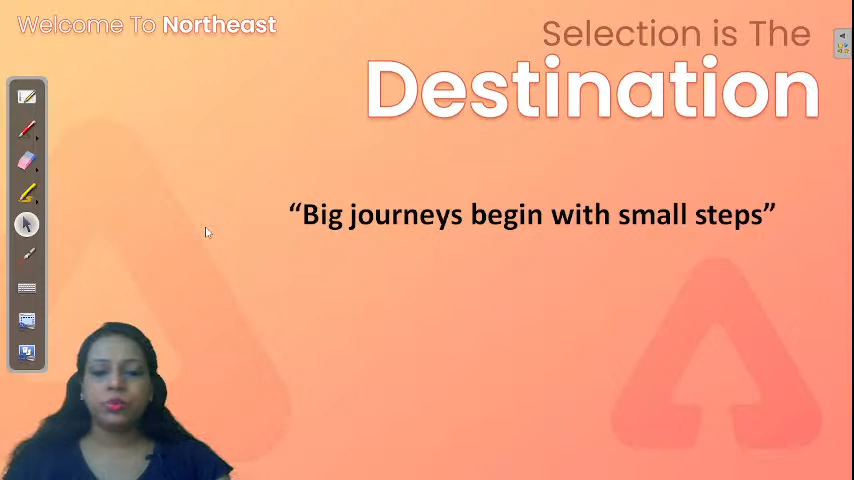 Welcome To Northeast
Selection is The
Destination
“Big journeys begin with small steps”